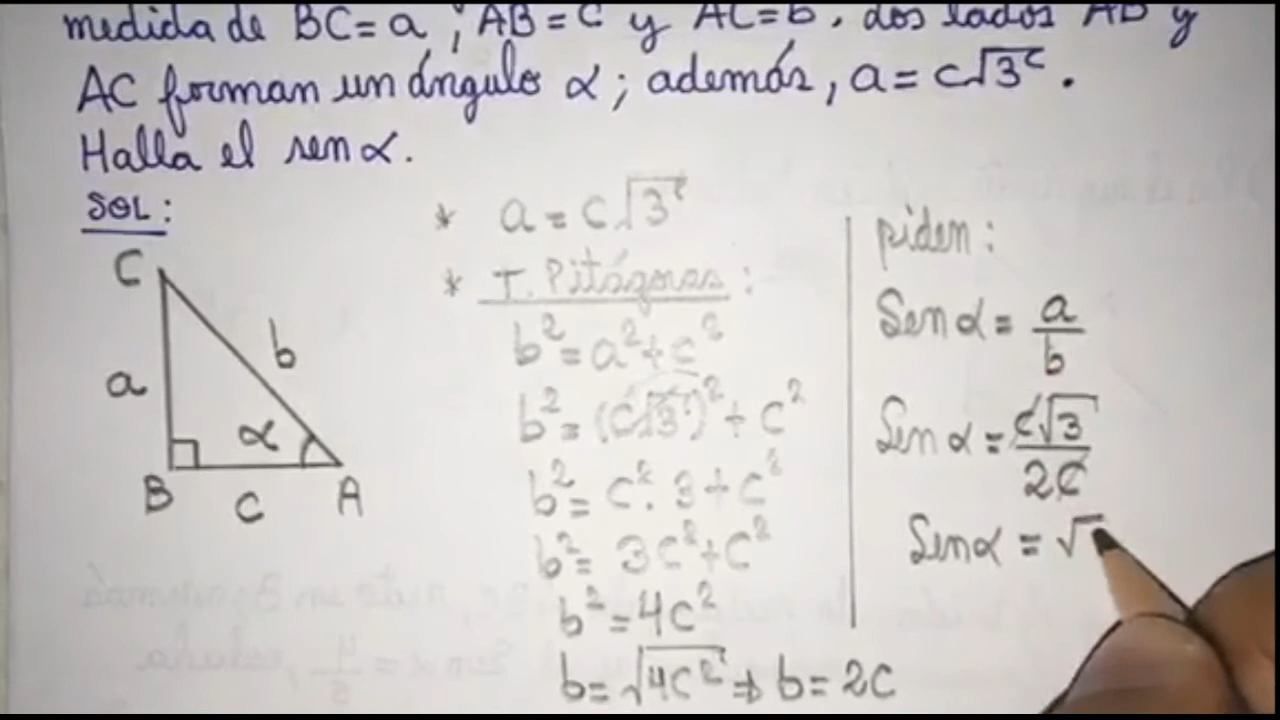 medida de BC = a ; AB = c y AC = b. dos lados AB y
AC forman un ángulo α ; además, a = c√3.
Halla el sen α.
SOL:
C
b
a
α
B
c
A
* a = c√3
* T. Pitágoras:
b² = a² + c²
b² = (c√3)² + c²
b² = c². 3 + c²
b² = 3c² + c²
b² = 4c²
b = √4c² ⇒ b = 2c
piden:
Sen α = a/b
Sen α = c√3/2c
Sen α = √